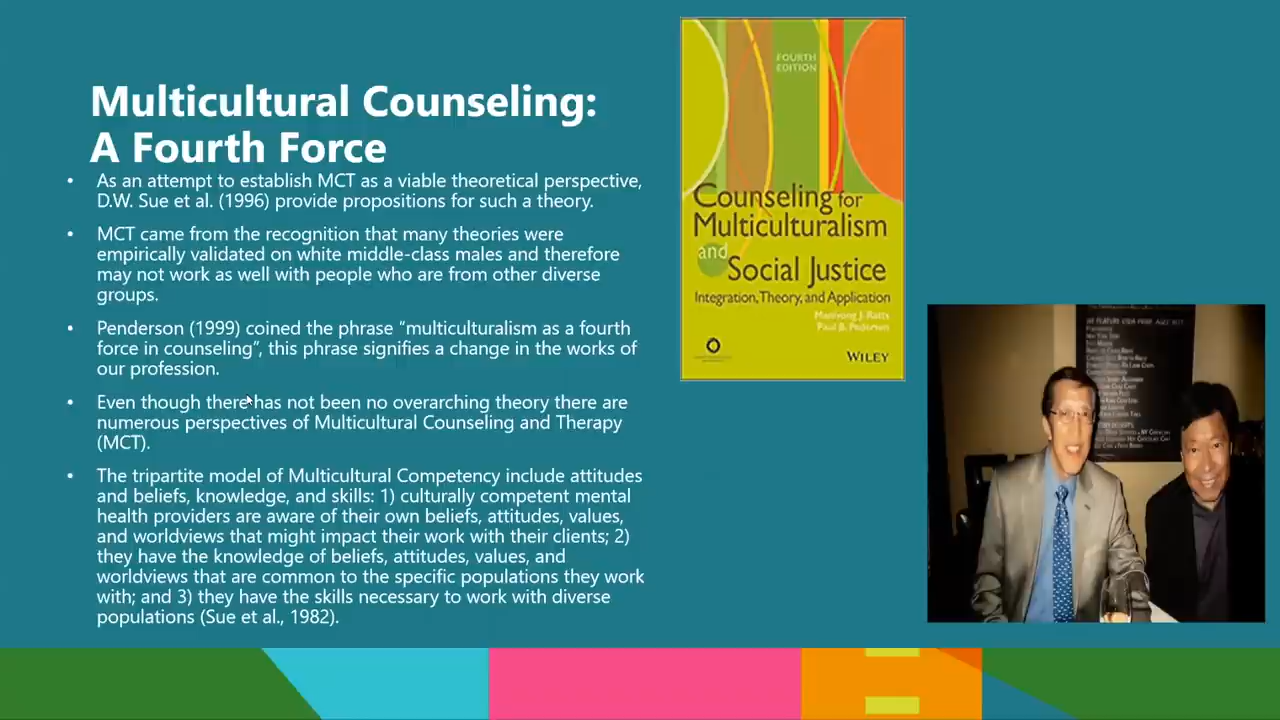 Multicultural Counseling:
A Fourth Force
• As an attempt to establish MCT as a viable theoretical perspective,
D.W. Sue et al. (1996) provide propositions for such a theory.
• MCT came from the recognition that many theories were
empirically validated on white middle-class males and therefore
may not work as well with people who are from other diverse
groups.
• Penderson (1999) coined the phrase “multiculturalism as a fourth
force in counseling”, this phrase signifies a change in the works of
our profession.
• Even though there has not been no overarching theory there are
numerous perspectives of Multicultural Counseling and Therapy
(MCT).
• The tripartite model of Multicultural Competency include attitudes
and beliefs, knowledge, and skills: 1) culturally competent mental
health providers are aware of their own beliefs, attitudes, values,
and worldviews that might impact their work with their clients; 2)
they have the knowledge of beliefs, attitudes, values, and
worldviews that are common to the specific populations they work
with; and 3) they have the skills necessary to work with diverse
populations (Sue et al., 1982).
FOURTH
EDITION
Counseling for
Multiculturalism
and
Social Justice
Integration, Theory, and Application
Manivong J. Ratts
Paul B. Pedersen
WILEY